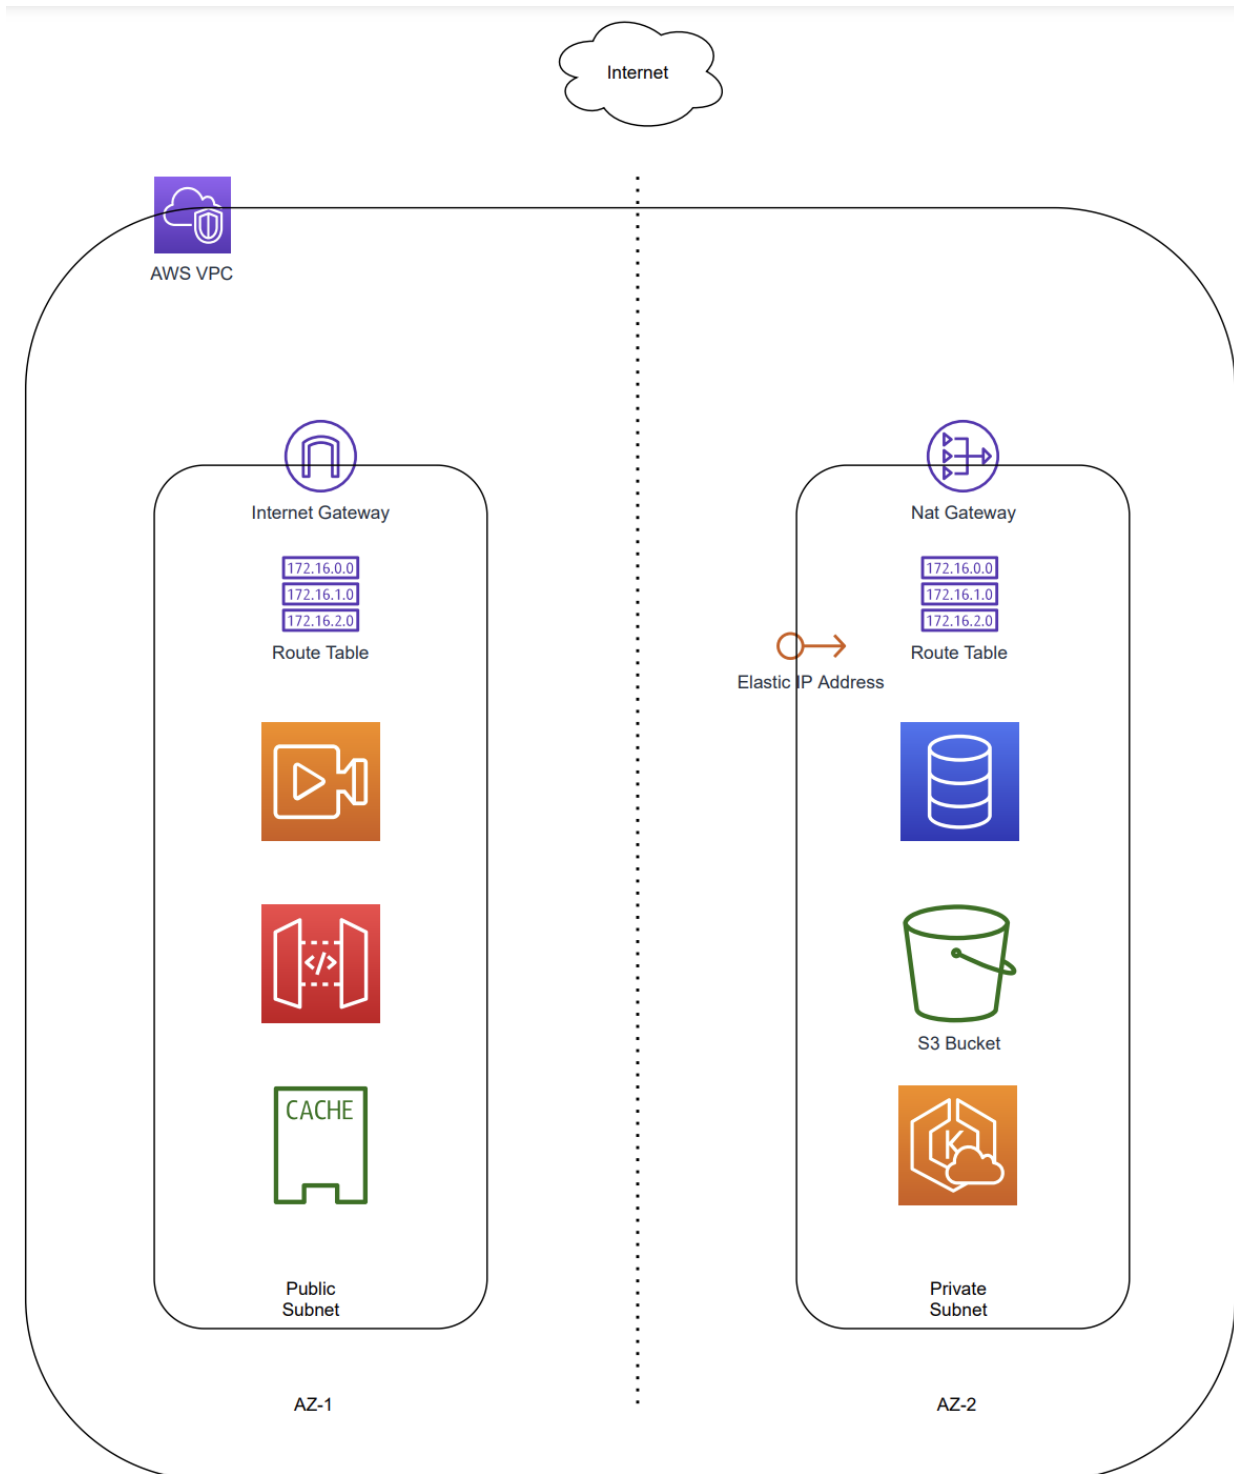 Internet
AWS VPC
Internet Gateway
172.16.0.0
172.16.1.0
172.16.2.0
Route Table
</>
CACHE
Public
Subnet
AZ-1
Nat Gateway
172.16.0.0
172.16.1.0
172.16.2.0
Route Table
Elastic IP Address
S3 Bucket
K
Private
Subnet
AZ-2